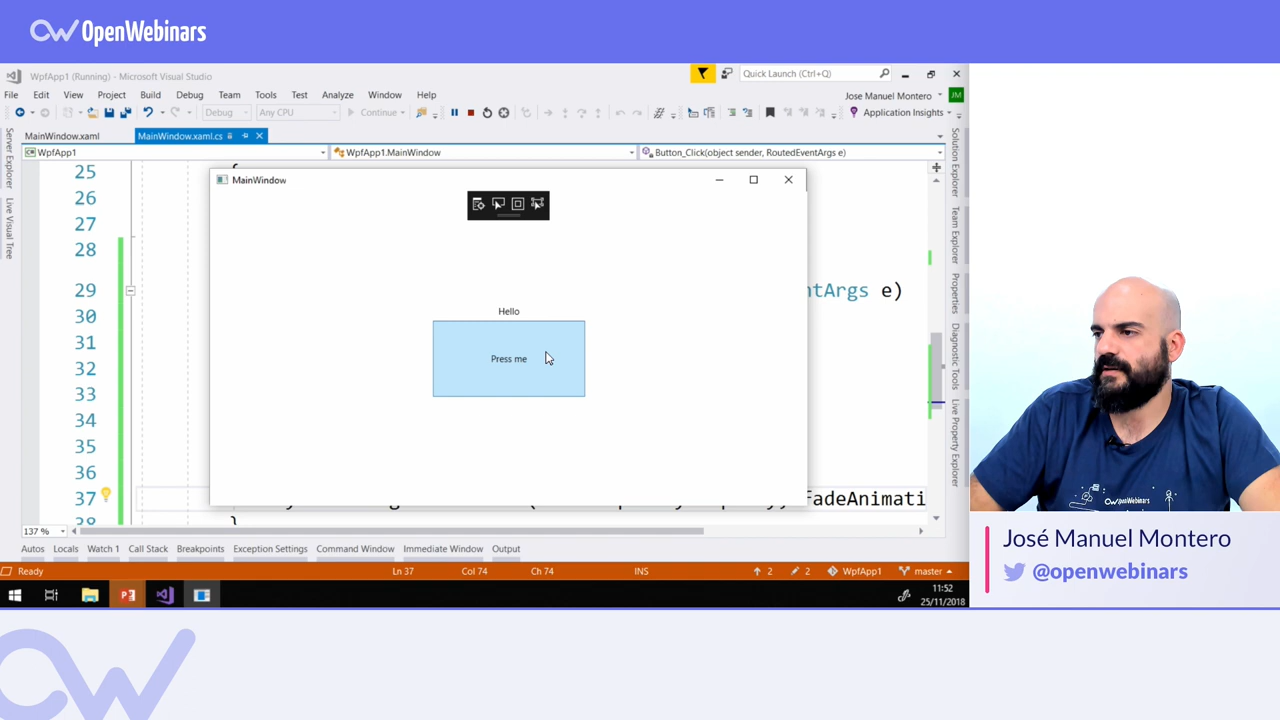 OpenWebinars
WpfApp1 (Running) - Microsoft Visual Studio
Quick Launch (Ctrl+Q)
File Edit View Project Build Debug Team Tools Test Analyze Window Help
Jose Manuel Montero JM
Debug Any CPU Continue Application Insights
MainWindow.xaml MainWindow.xaml.cs
WpfApp1 WpfApp1.MainWindow Button_Click(object sender, RoutedEventArgs e)
Server Explorer
Live Visual Tree
25
26
27
28
29 ntArgs e)
30
31
32
33
34
35
36
37 FadeAnimati
38
MainWindow
Hello
Press me
Solution Explorer
Team Explorer
Properties
Diagnostic Tools
Live Property Explorer
137 %
Autos Locals Watch 1 Call Stack Breakpoints Exception Settings Command Window Immediate Window Output
Ready Ln 37 Col 74 Ch 74 INS 2 2 WpfApp1 master
11:52
25/11/2018
OpenWebinars
José Manuel Montero
@openwebinars